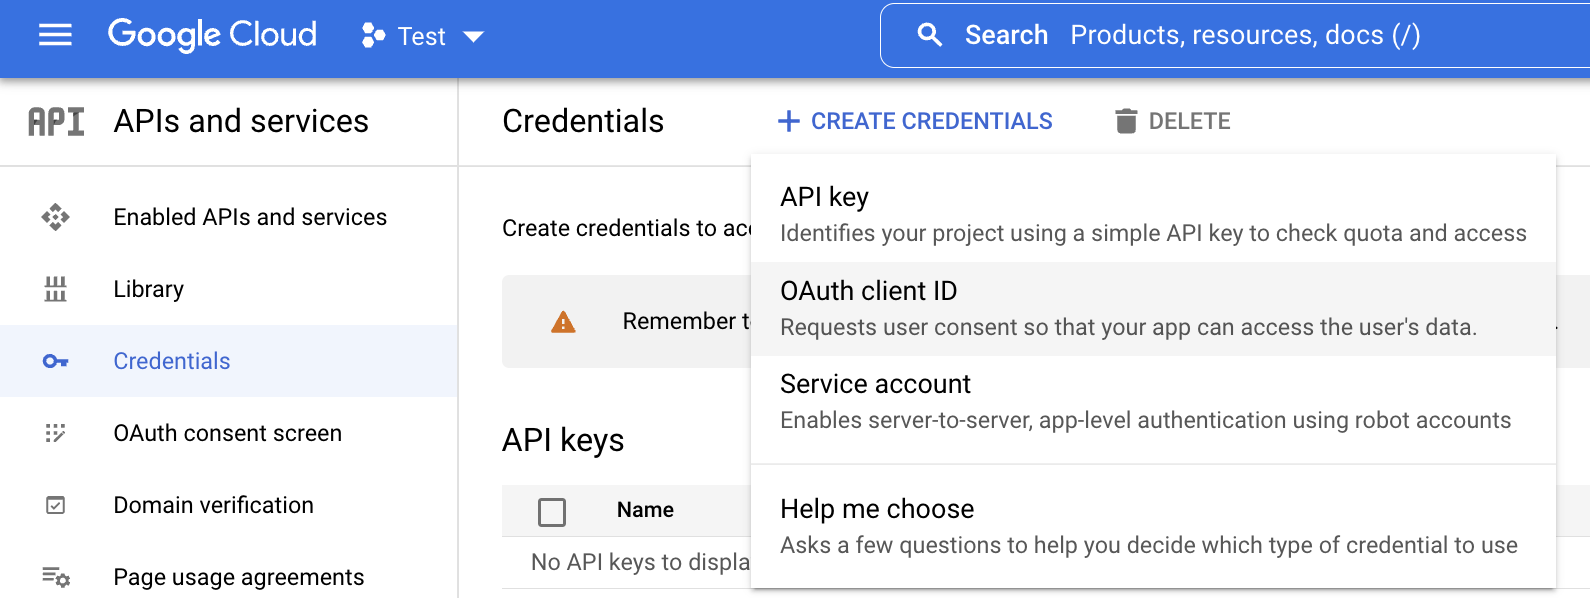 Google Cloud
Test
Search Products, resources, docs (/)
API APIs and services
Enabled APIs and services
Library
Credentials
OAuth consent screen
Domain verification
Page usage agreements
Credentials
+ CREATE CREDENTIALS
DELETE
Create credentials to
Remember
API keys
Name
No API keys to
API key
Identifies your project using a simple API key to check quota and access
OAuth client ID
Requests user consent so that your app can access the user's data.
Service account
Enables server-to-server, app-level authentication using robot accounts
Help me choose
Asks a few questions to help you decide which type of credential to use